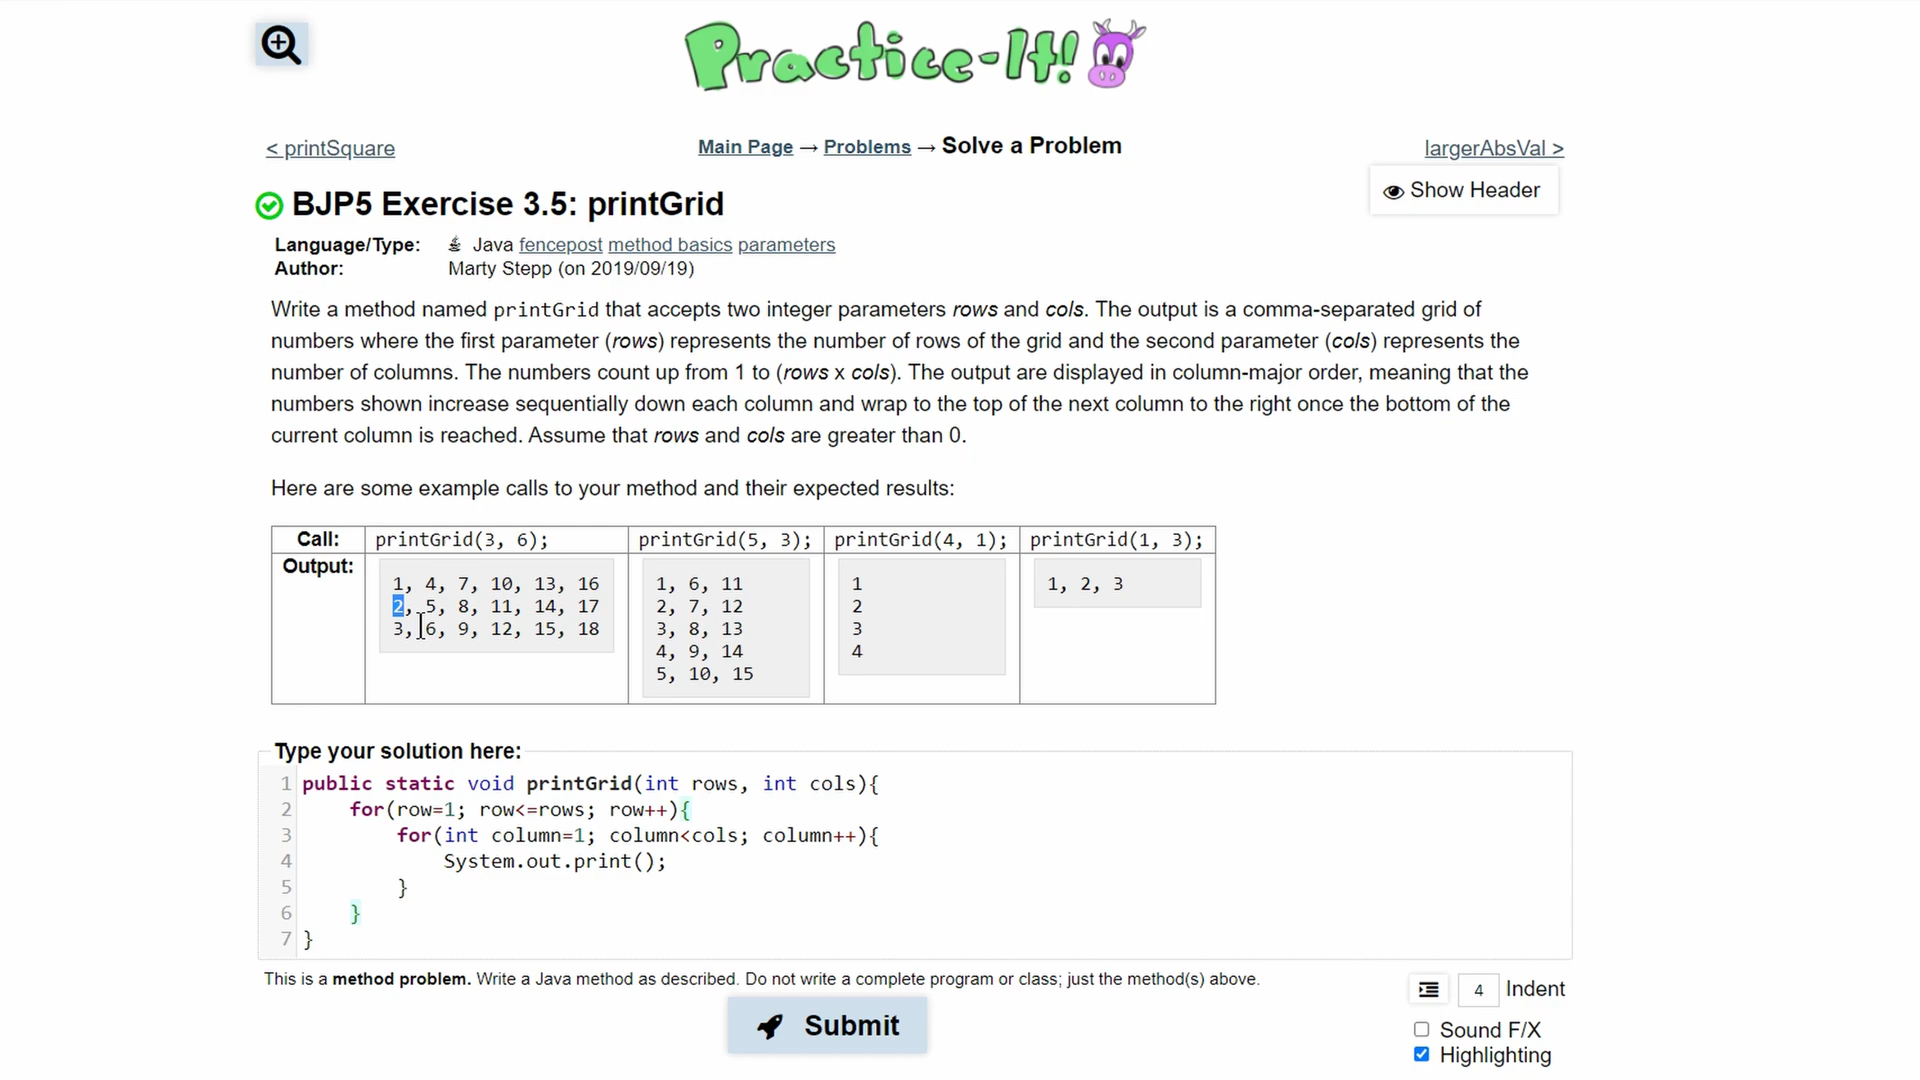 Practice-It!
< printSquare
Main Page → Problems → Solve a Problem
largerAbsVal >
Show Header
BJP5 Exercise 3.5: printGrid
Language/Type: Java fencepost method basics parameters
Author: Marty Stepp (on 2019/09/19)
Write a method named printGrid that accepts two integer parameters rows and cols. The output is a comma-separated grid of
numbers where the first parameter (rows) represents the number of rows of the grid and the second parameter (cols) represents the
number of columns. The numbers count up from 1 to (rows x cols). The output are displayed in column-major order, meaning that the
numbers shown increase sequentially down each column and wrap to the top of the next column to the right once the bottom of the
current column is reached. Assume that rows and cols are greater than 0.
Here are some example calls to your method and their expected results:
Call: printGrid(3, 6); printGrid(5, 3); printGrid(4, 1); printGrid(1, 3);
Output:
1, 4, 7, 10, 13, 16
2, 5, 8, 11, 14, 17
3, 6, 9, 12, 15, 18
1, 6, 11
2, 7, 12
3, 8, 13
4, 9, 14
5, 10, 15
1
2
3
4
1, 2, 3
Type your solution here:
1 public static void printGrid(int rows, int cols){
2 for(row=1; row<=rows; row++){
3 for(int column=1; column<cols; column++){
4 System.out.print();
5 }
6 }
7 }
This is a method problem. Write a Java method as described. Do not write a complete program or class; just the method(s) above.
4 Indent
Submit
Sound F/X
Highlighting